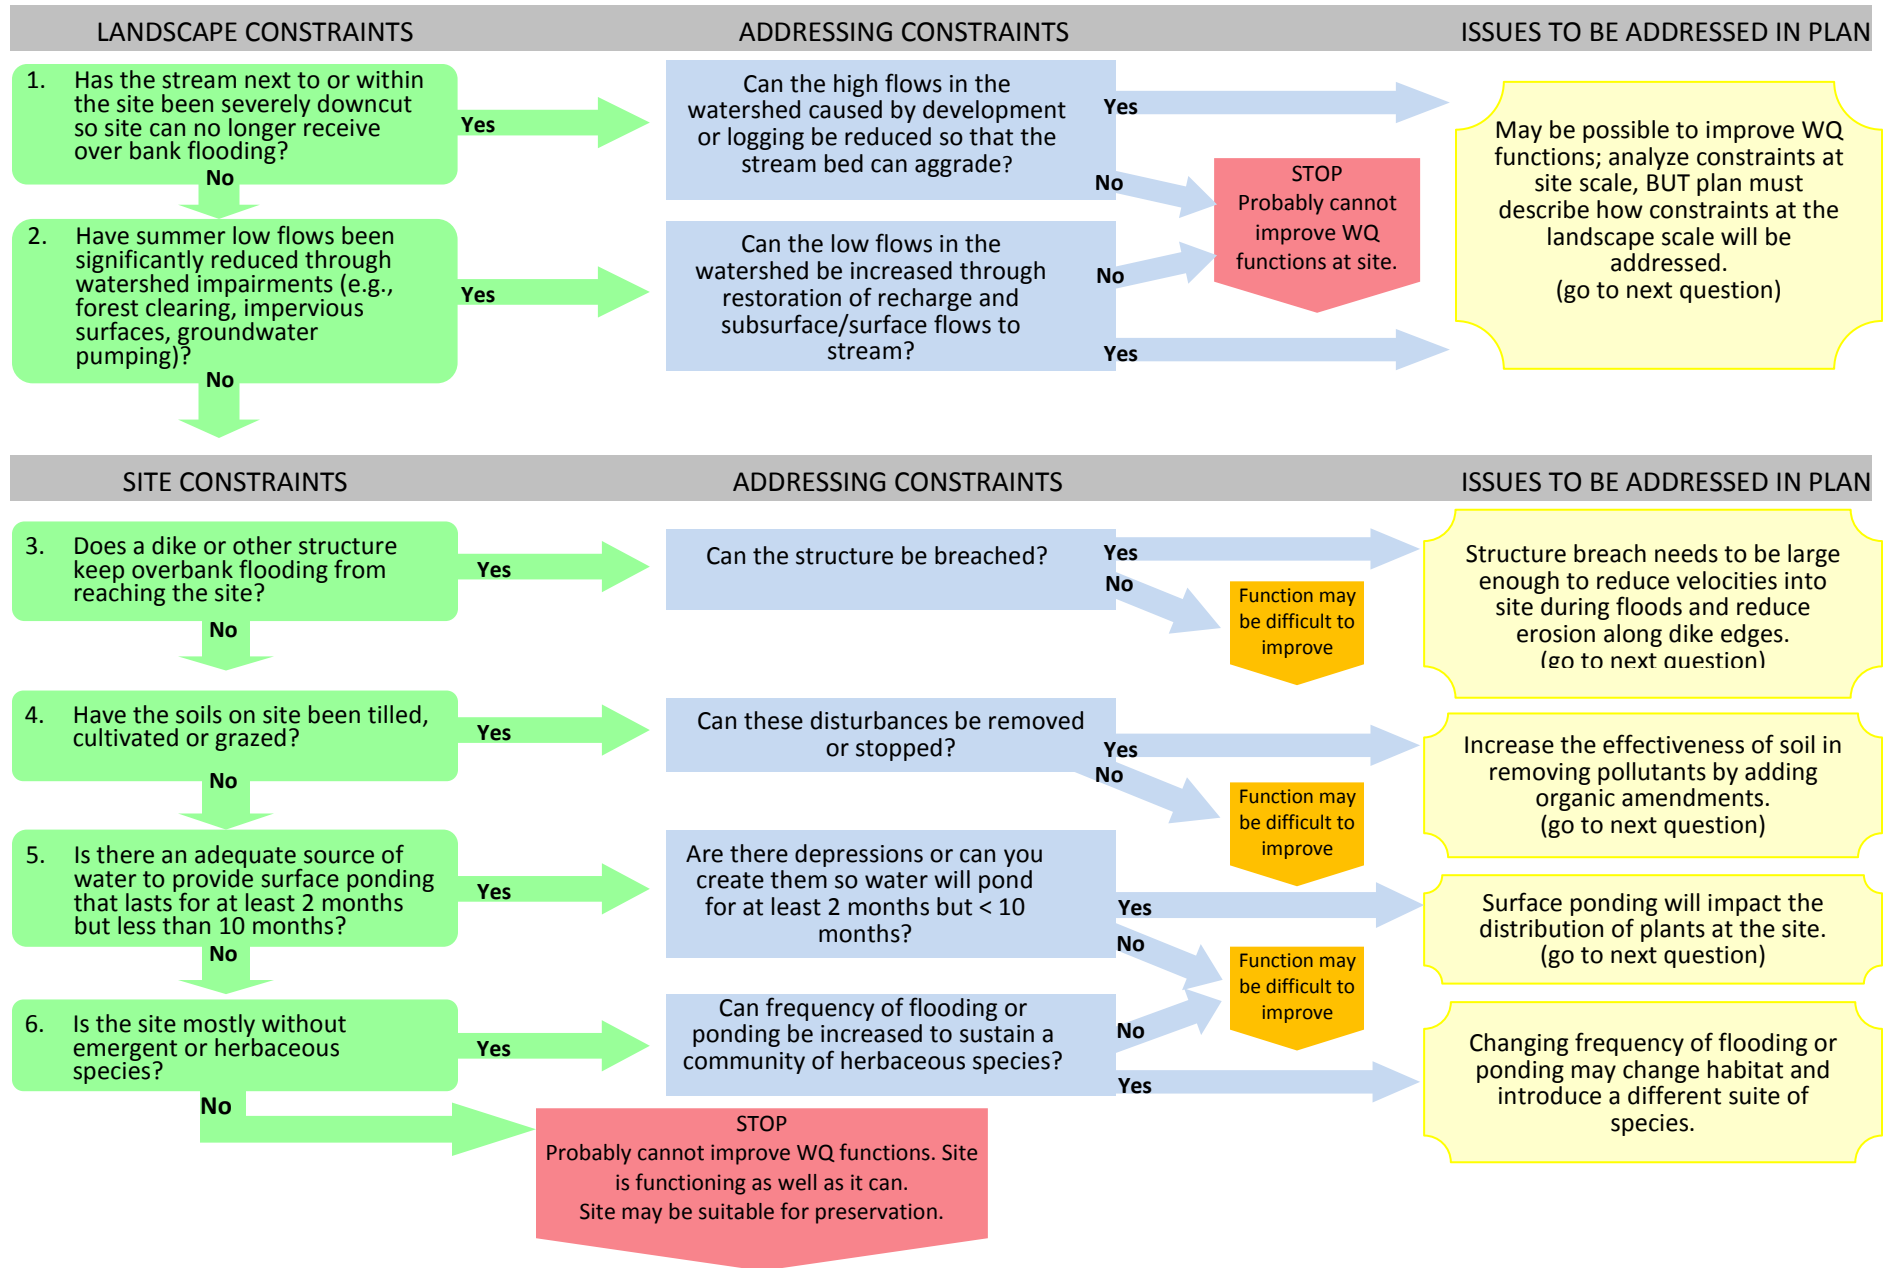 LANDSCAPE CONSTRAINTS
ADDRESSING CONSTRAINTS
ISSUES TO BE ADDRESSED IN PLAN
1. Has the stream next to or within
the site been severely downcut
so site can no longer receive
over bank flooding?
Yes
No
Can the high flows in the
watershed caused by development
or logging be reduced so that the
stream bed can aggrade?
Yes
No
STOP
Probably cannot
improve WQ
functions at site.
May be possible to improve WQ
functions; analyze constraints at
site scale, BUT plan must
describe how constraints at the
landscape scale will be
addressed.
(go to next question)
2. Have summer low flows been
significantly reduced through
watershed impairments (e.g.,
forest clearing, impervious
surfaces, groundwater
pumping)?
Yes
No
Can the low flows in the
watershed be increased through
restoration of recharge and
subsurface/surface flows to
stream?
No
Yes
SITE CONSTRAINTS
ADDRESSING CONSTRAINTS
ISSUES TO BE ADDRESSED IN PLAN
3. Does a dike or other structure
keep overbank flooding from
reaching the site?
Yes
No
Can the structure be breached?
Yes
No
Function may
be difficult to
improve
Structure breach needs to be large
enough to reduce velocities into
site during floods and reduce
erosion along dike edges.
(go to next question)
4. Have the soils on site been tilled,
cultivated or grazed?
Yes
No
Can these disturbances be removed
or stopped?
Yes
No
Function may
be difficult to
improve
Increase the effectiveness of soil in
removing pollutants by adding
organic amendments.
(go to next question)
5. Is there an adequate source of
water to provide surface ponding
that lasts for at least 2 months
but less than 10 months?
Yes
No
Are there depressions or can you
create them so water will pond
for at least 2 months but < 10
months?
Yes
No
Function may
be difficult to
improve
Surface ponding will impact the
distribution of plants at the site.
(go to next question)
6. Is the site mostly without
emergent or herbaceous
species?
Yes
No
Can frequency of flooding or
ponding be increased to sustain a
community of herbaceous species?
No
Yes
Changing frequency of flooding or
ponding may change habitat and
introduce a different suite of
species.
STOP
Probably cannot improve WQ functions. Site
is functioning as well as it can.
Site may be suitable for preservation.